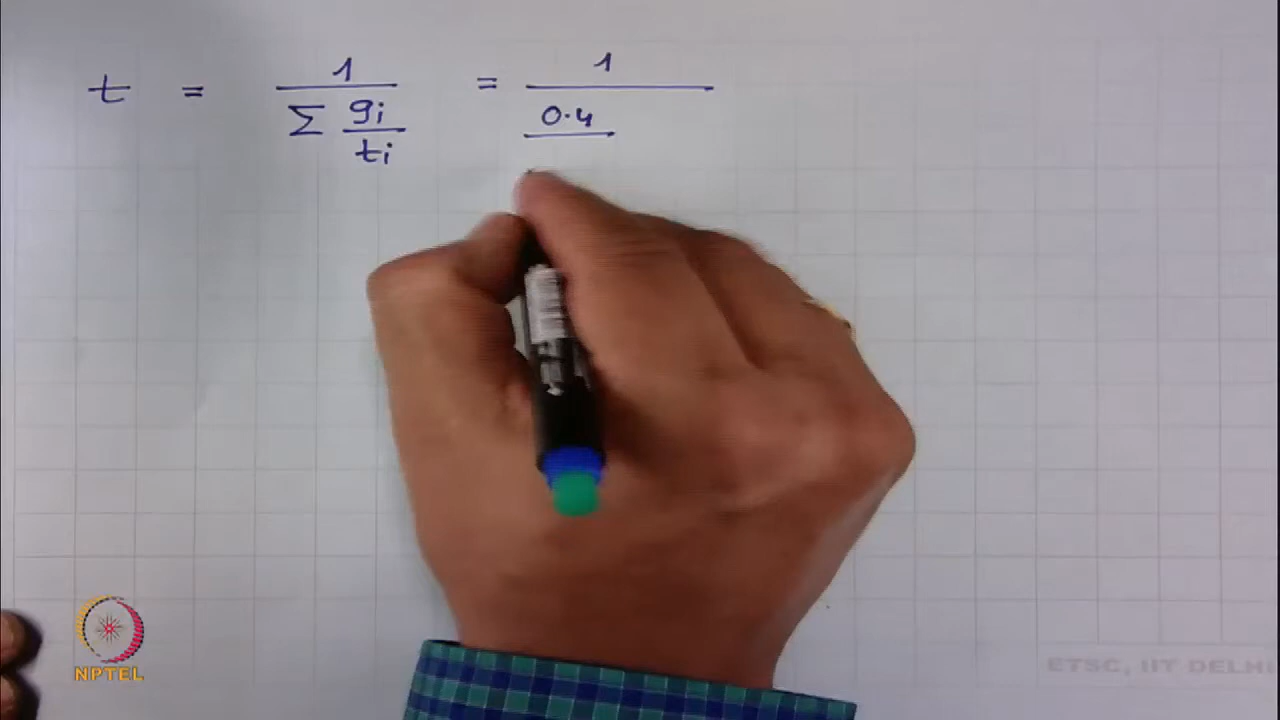 t = 1 / Σ gi/ti = 1 / 0.4
NPTEL
ETSC, IIT DELHI